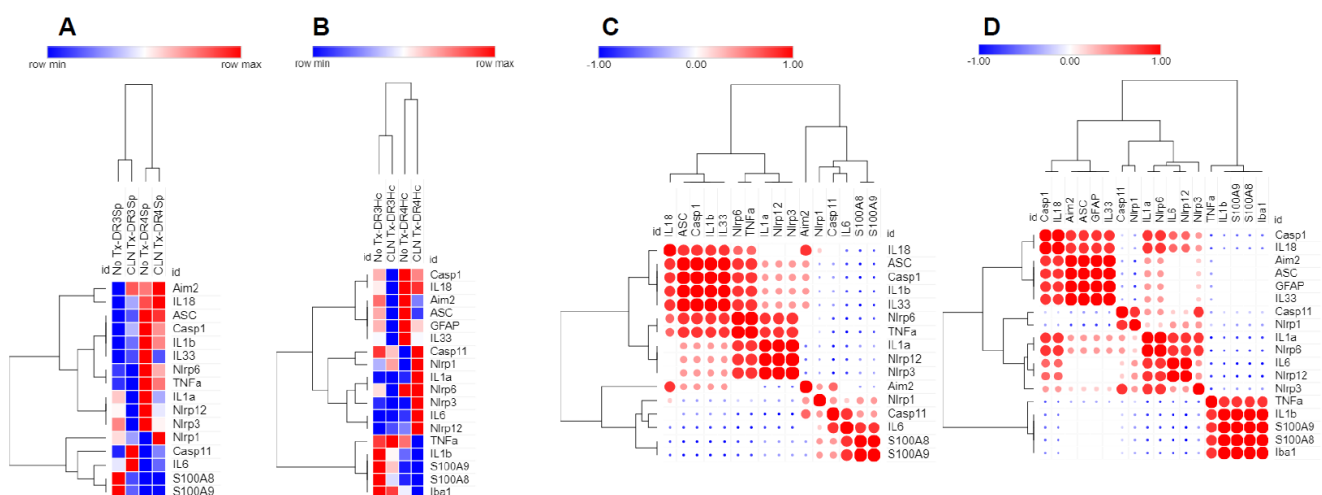 A
row min row max
id
No Tx-DR3Sp
CLN Tx-DR3Sp
No Tx-DR4Sp
CLN Tx-DR4Sp
id
Aim2
IL18
ASC
Casp1
IL1b
IL33
Nlrp6
TNFa
IL1a
Nlrp12
Nlrp3
Nlrp1
Casp11
IL6
S100A8
S100A9
B
row min row max
id
No Tx-DR3Hc
CLN Tx-DR3Hc
No Tx-DR4Hc
CLN Tx-DR4Hc
id
Casp1
IL18
Aim2
ASC
GFAP
IL33
Casp11
Nlrp1
IL1a
Nlrp6
Nlrp3
IL6
Nlrp12
TNFa
IL1b
S100A9
S100A8
Iba1
C
-1.00 0.00 1.00
id
IL18
ASC
Casp1
IL1b
IL33
Nlrp6
TNFa
IL1a
Nlrp12
Nlrp3
Aim2
Nlrp1
Casp11
IL6
S100A8
S100A9
id
IL18
ASC
Casp1
IL1b
IL33
Nlrp6
TNFa
IL1a
Nlrp12
Nlrp3
Aim2
Nlrp1
Casp11
IL6
S100A8
S100A9
D
-1.00 0.00 1.00
id
Casp1
IL18
Aim2
ASC
GFAP
IL33
Casp11
Nlrp1
IL1a
Nlrp6
IL6
Nlrp12
Nlrp3
TNFa
IL1b
S100A9
S100A8
Iba1
id
Casp1
IL18
Aim2
ASC
GFAP
IL33
Casp11
Nlrp1
IL1a
Nlrp6
IL6
Nlrp12
Nlrp3
TNFa
IL1b
S100A9
S100A8
Iba1